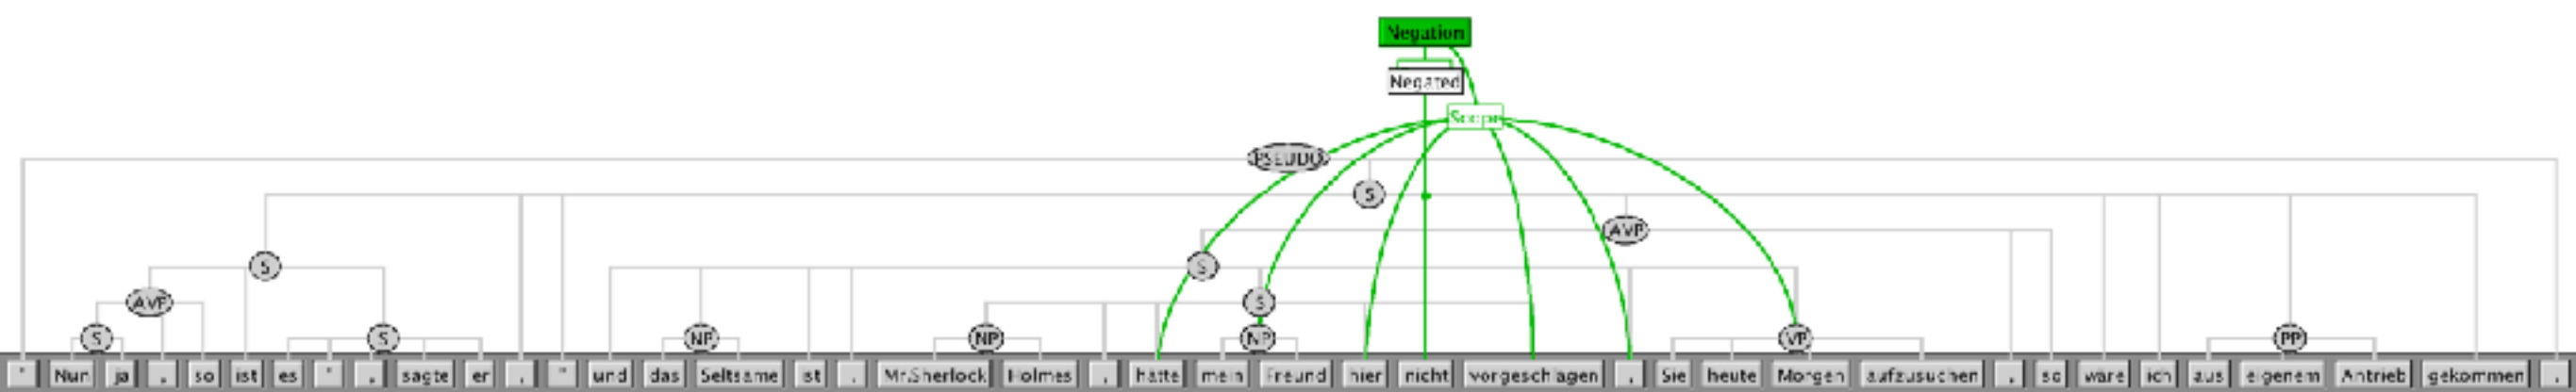 Negation
Negated
Scope
PSEUDO
S
AVP
S S
AVP S
S S NP NP NP VP PP
" Nun ja , so ist es " , sagte er , " und das Seltsame ist , Mr.Sherlock Holmes , hatte mein Freund hier nicht vorgeschlagen , Sie heute Morgen aufzusuchen , so wäre ich aus eigenem Antrieb gekommen .